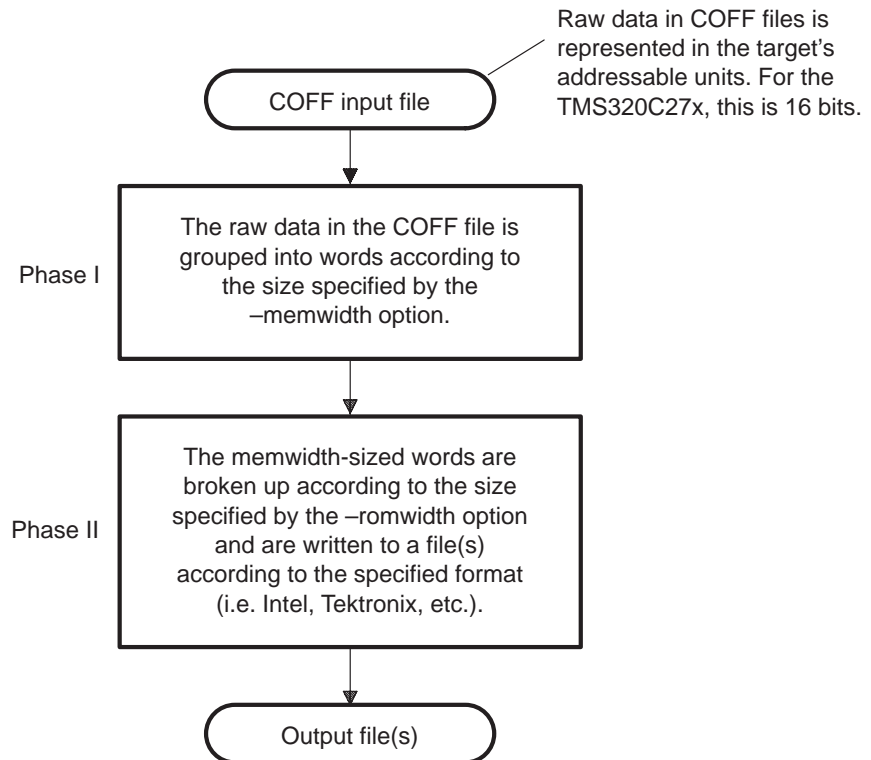 Raw data in COFF files is
represented in the target's
addressable units. For the
TMS320C27x, this is 16 bits.
COFF input file
Phase I
The raw data in the COFF file is
grouped into words according to
the size specified by the
–memwidth option.
Phase II
The memwidth-sized words are
broken up according to the size
specified by the –romwidth option
and are written to a file(s)
according to the specified format
(i.e. Intel, Tektronix, etc.).
Output file(s)